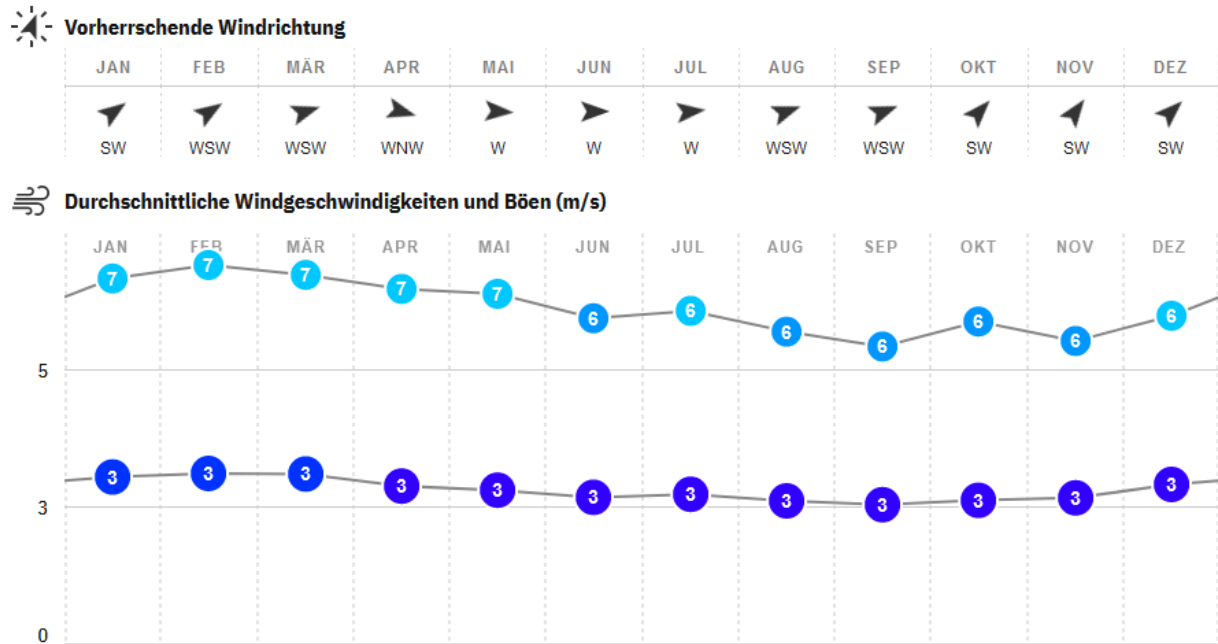 Vorherrschende Windrichtung
JAN FEB MÄR APR MAI JUN JUL AUG SEP OKT NOV DEZ
SW WSW WSW WNW W W W WSW WSW SW SW SW
Durchschnittliche Windgeschwindigkeiten und Böen (m/s)
JAN FEB MÄR APR MAI JUN JUL AUG SEP OKT NOV DEZ
7 7 7 7 7 6 6 6 6 6 6 6
5
3 3 3 3 3 3 3 3 3 3 3 3
3
0